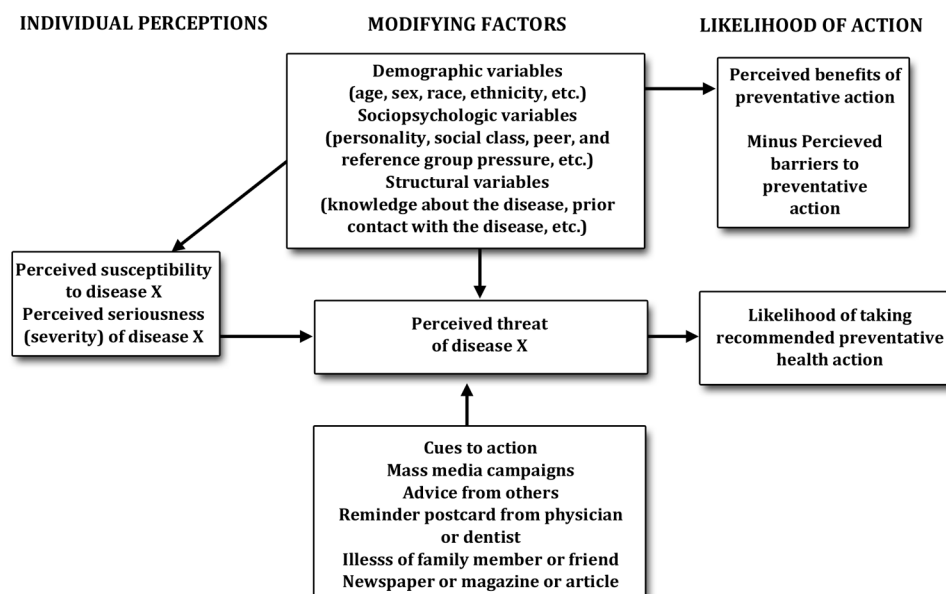 INDIVIDUAL PERCEPTIONS
MODIFYING FACTORS
LIKELIHOOD OF ACTION
Demographic variables
(age, sex, race, ethnicity, etc.)
Sociopsychologic variables
(personality, social class, peer, and
reference group pressure, etc.)
Structural variables
(knowledge about the disease, prior
contact with the disease, etc.)
Perceived benefits of
preventative action
Minus Percieved
barriers to
preventative
action
Perceived susceptibility
to disease X
Perceived seriousness
(severity) of disease X
Perceived threat
of disease X
Likelihood of taking
recommended preventative
health action
Cues to action
Mass media campaigns
Advice from others
Reminder postcard from physician
or dentist
Illesss of family member or friend
Newspaper or magazine or article